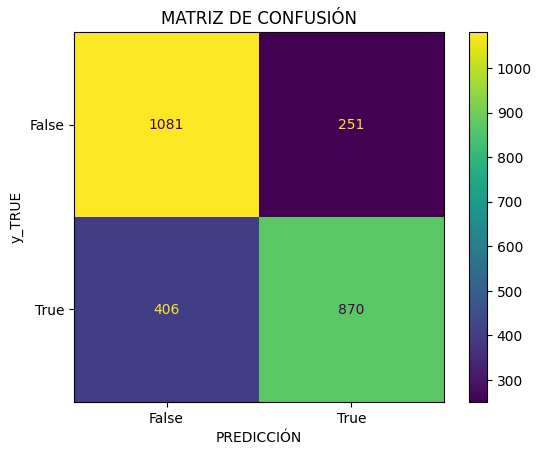 MATRIZ DE CONFUSIÓN
y_TRUE
False
1081
251
True
406
870
False
True
PREDICCIÓN
1000
900
800
700
600
500
400
300